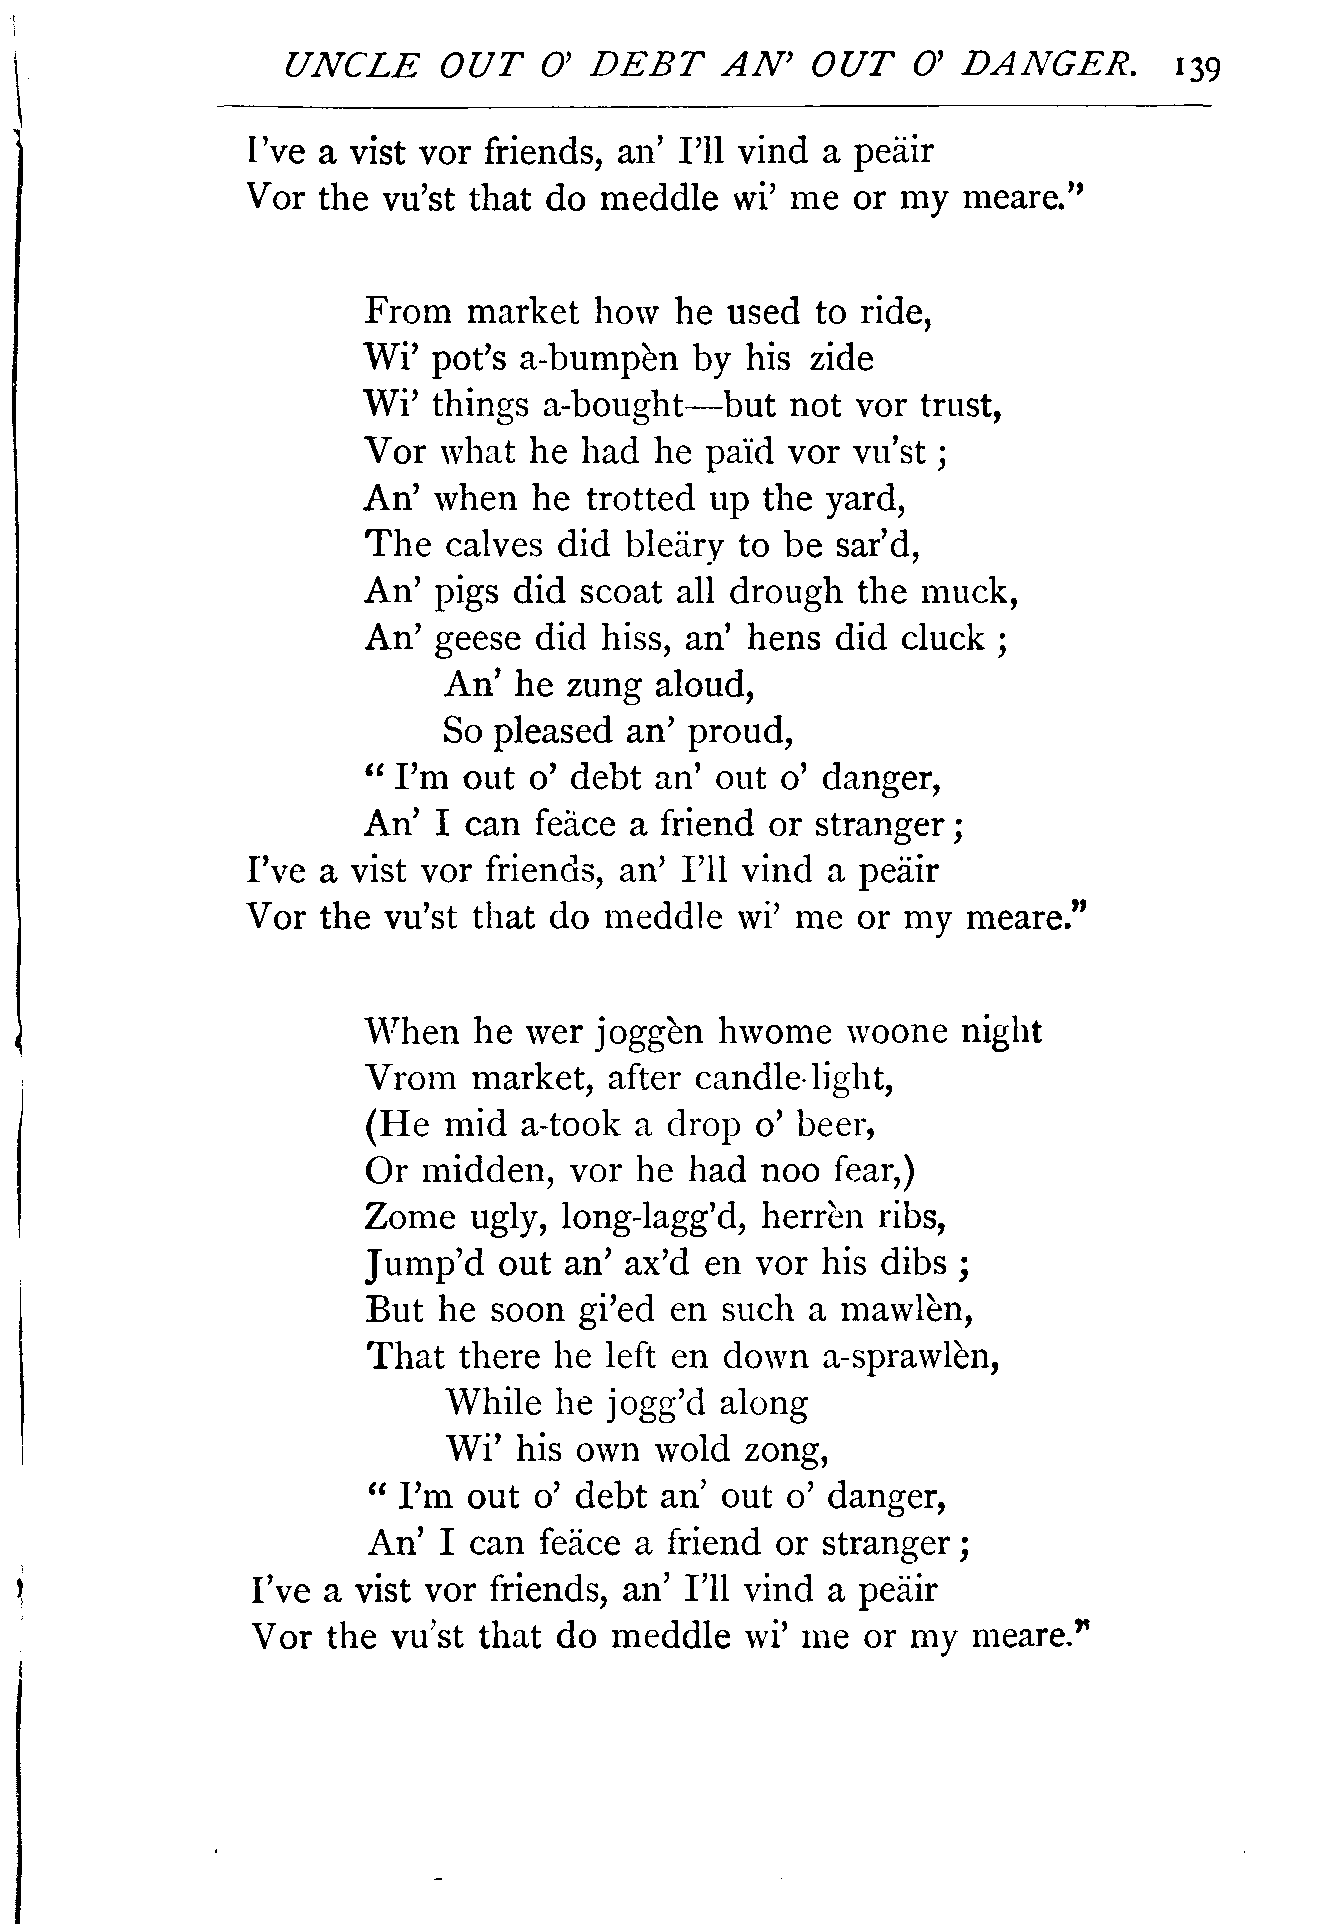 UNCLE OUT O' DEBT AN' OUT O' DANGER. 139
I've a vist vor friends, an' I'll vind a peäir
Vor the vu'st that do meddle wi' me or my meare."
From market how he used to ride,
Wi' pot's a-bumpèn by his zide
Wi' things a-bought—but not vor trust,
Vor what he had he païd vor vu'st ;
An' when he trotted up the yard,
The calves did bleäry to be sar'd,
An' pigs did scoat all drough the muck,
An' geese did hiss, an' hens did cluck ;
An' he zung aloud,
So pleased an' proud,
" I'm out o' debt an' out o' danger,
An' I can feäce a friend or stranger ;
I've a vist vor friends, an' I'll vind a peäir
Vor the vu'st that do meddle wi' me or my meare."
When he wer joggèn hwome woone night
Vrom market, after candle-light,
(He mid a-took a drop o' beer,
Or midden, vor he had noo fear,)
Zome ugly, long-lagg'd, herrèn ribs,
Jump'd out an' ax'd en vor his dibs ;
But he soon gi'ed en such a mawlèn,
That there he left en down a-sprawlèn,
While he jogg'd along
Wi' his own wold zong,
" I'm out o' debt an' out o' danger,
An' I can feäce a friend or stranger ;
I've a vist vor friends, an' I'll vind a peäir
Vor the vu'st that do meddle wi' me or my meare."